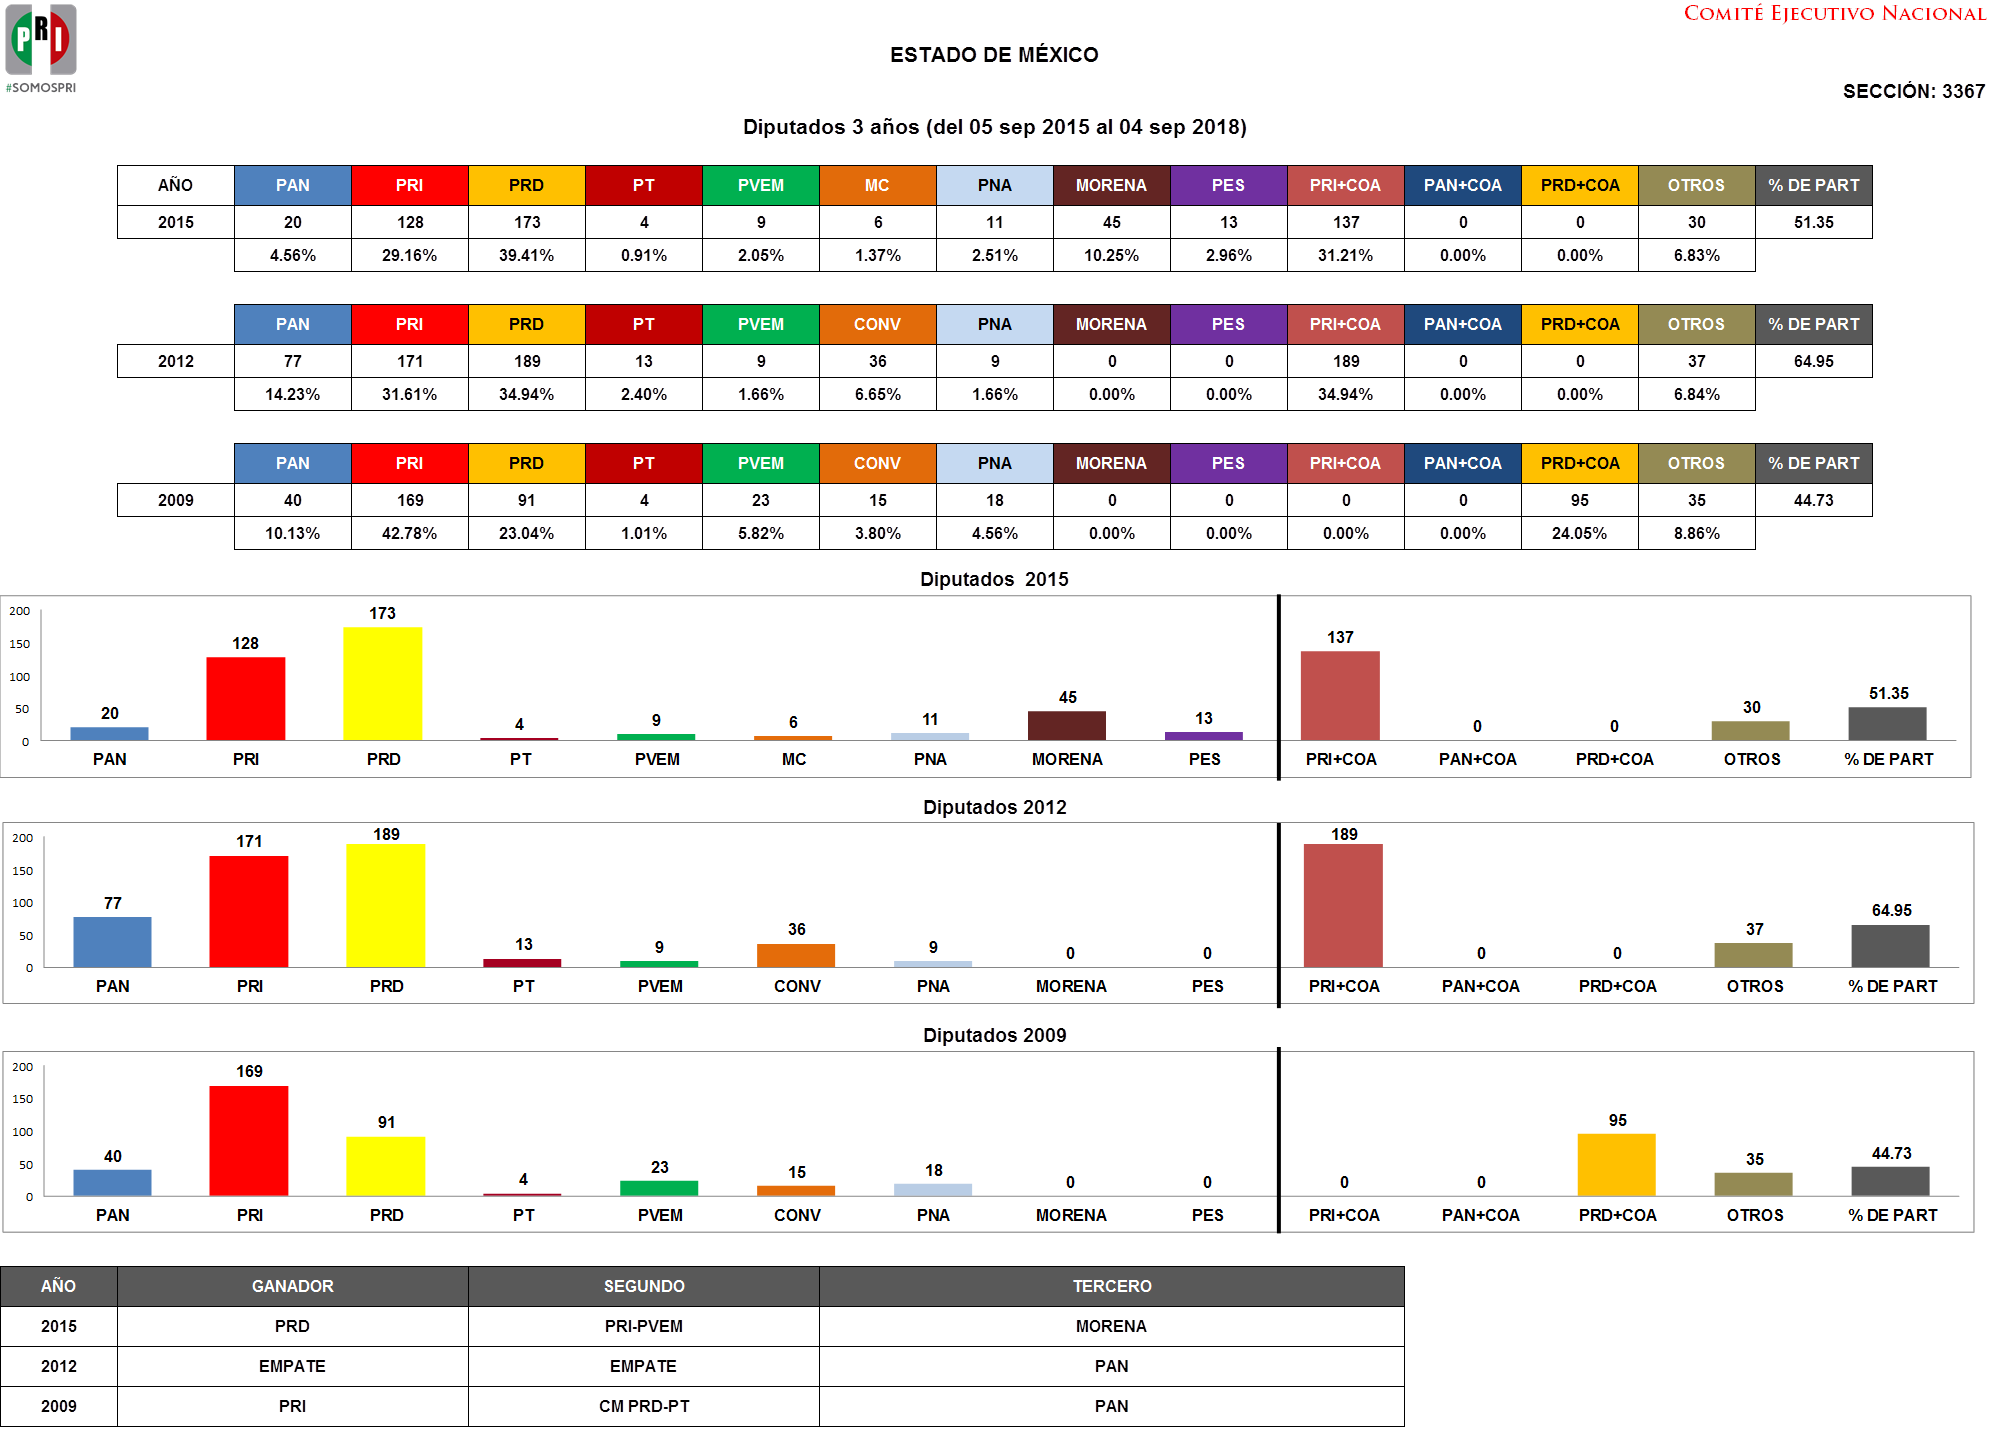 PRI
#SOMOSPRI
COMITÉ EJECUTIVO NACIONAL
ESTADO DE MÉXICO
SECCIÓN: 3367
Diputados 3 años (del 05 sep 2015 al 04 sep 2018)
AÑO PAN PRI PRD PT PVEM MC PNA MORENA PES PRI+COA PAN+COA PRD+COA OTROS % DE PART
2015 20 128 173 4 9 6 11 45 13 137 0 0 30 51.35
4.56% 29.16% 39.41% 0.91% 2.05% 1.37% 2.51% 10.25% 2.96% 31.21% 0.00% 0.00% 6.83%
PAN PRI PRD PT PVEM CONV PNA MORENA PES PRI+COA PAN+COA PRD+COA OTROS % DE PART
2012 77 171 189 13 9 36 9 0 0 189 0 0 37 64.95
14.23% 31.61% 34.94% 2.40% 1.66% 6.65% 1.66% 0.00% 0.00% 34.94% 0.00% 0.00% 6.84%
PAN PRI PRD PT PVEM CONV PNA MORENA PES PRI+COA PAN+COA PRD+COA OTROS % DE PART
2009 40 169 91 4 23 15 18 0 0 0 0 95 35 44.73
10.13% 42.78% 23.04% 1.01% 5.82% 3.80% 4.56% 0.00% 0.00% 0.00% 0.00% 24.05% 8.86%
Diputados 2015
200
150
100
50
0
20 128 173 4 9 6 11 45 13 137 0 0 30 51.35
PAN PRI PRD PT PVEM MC PNA MORENA PES PRI+COA PAN+COA PRD+COA OTROS % DE PART
Diputados 2012
200
150
100
50
0
77 171 189 13 9 36 9 0 0 189 0 0 37 64.95
PAN PRI PRD PT PVEM CONV PNA MORENA PES PRI+COA PAN+COA PRD+COA OTROS % DE PART
Diputados 2009
200
150
100
50
0
40 169 91 4 23 15 18 0 0 0 0 95 35 44.73
PAN PRI PRD PT PVEM CONV PNA MORENA PES PRI+COA PAN+COA PRD+COA OTROS % DE PART
AÑO GANADOR SEGUNDO TERCERO
2015 PRD PRI-PVEM MORENA
2012 EMPATE EMPATE PAN
2009 PRI CM PRD-PT PAN